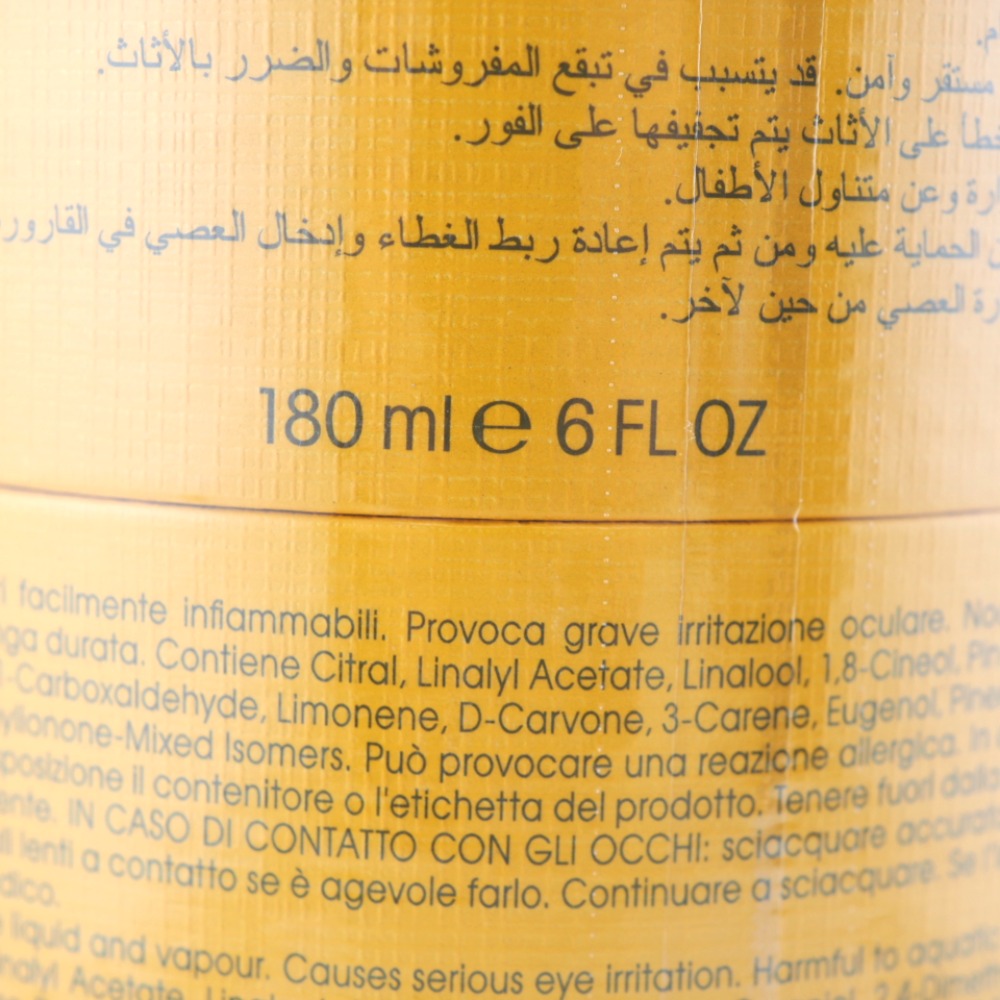 م.
مستقر وآمن. قد يتسبب في تبقع المفروشات والضرر بالأثاث.
على الأثاث يتم تجفيفها على الفور.
وعن متناول الأطفال.
الحماية عليه ومن ثم يتم إعادة ربط الغطاء وإدخال العصي في
العصي من حين لآخر.
180 ml e 6 FL OZ
facilmente infiammabili. Provoca grave irritazione oculare.
durata. Contiene Citral, Linalyl Acetate, Linalool, 1,8-Cineol,
-Carboxaldehyde, Limonene, D-Carvone, 3-Carene, Eugenol,
-Mixed Isomers. Può provocare una reazione allergica. In
il contenitore o l'etichetta del prodotto. Tenere fuori
IN CASO DI CONTATTO CON GLI OCCHI: sciacquare
lenti a contatto se è agevole farlo. Continuare a sciacquare. Se
liquid and vapour. Causes serious eye irritation. Harmful to
Acetate,